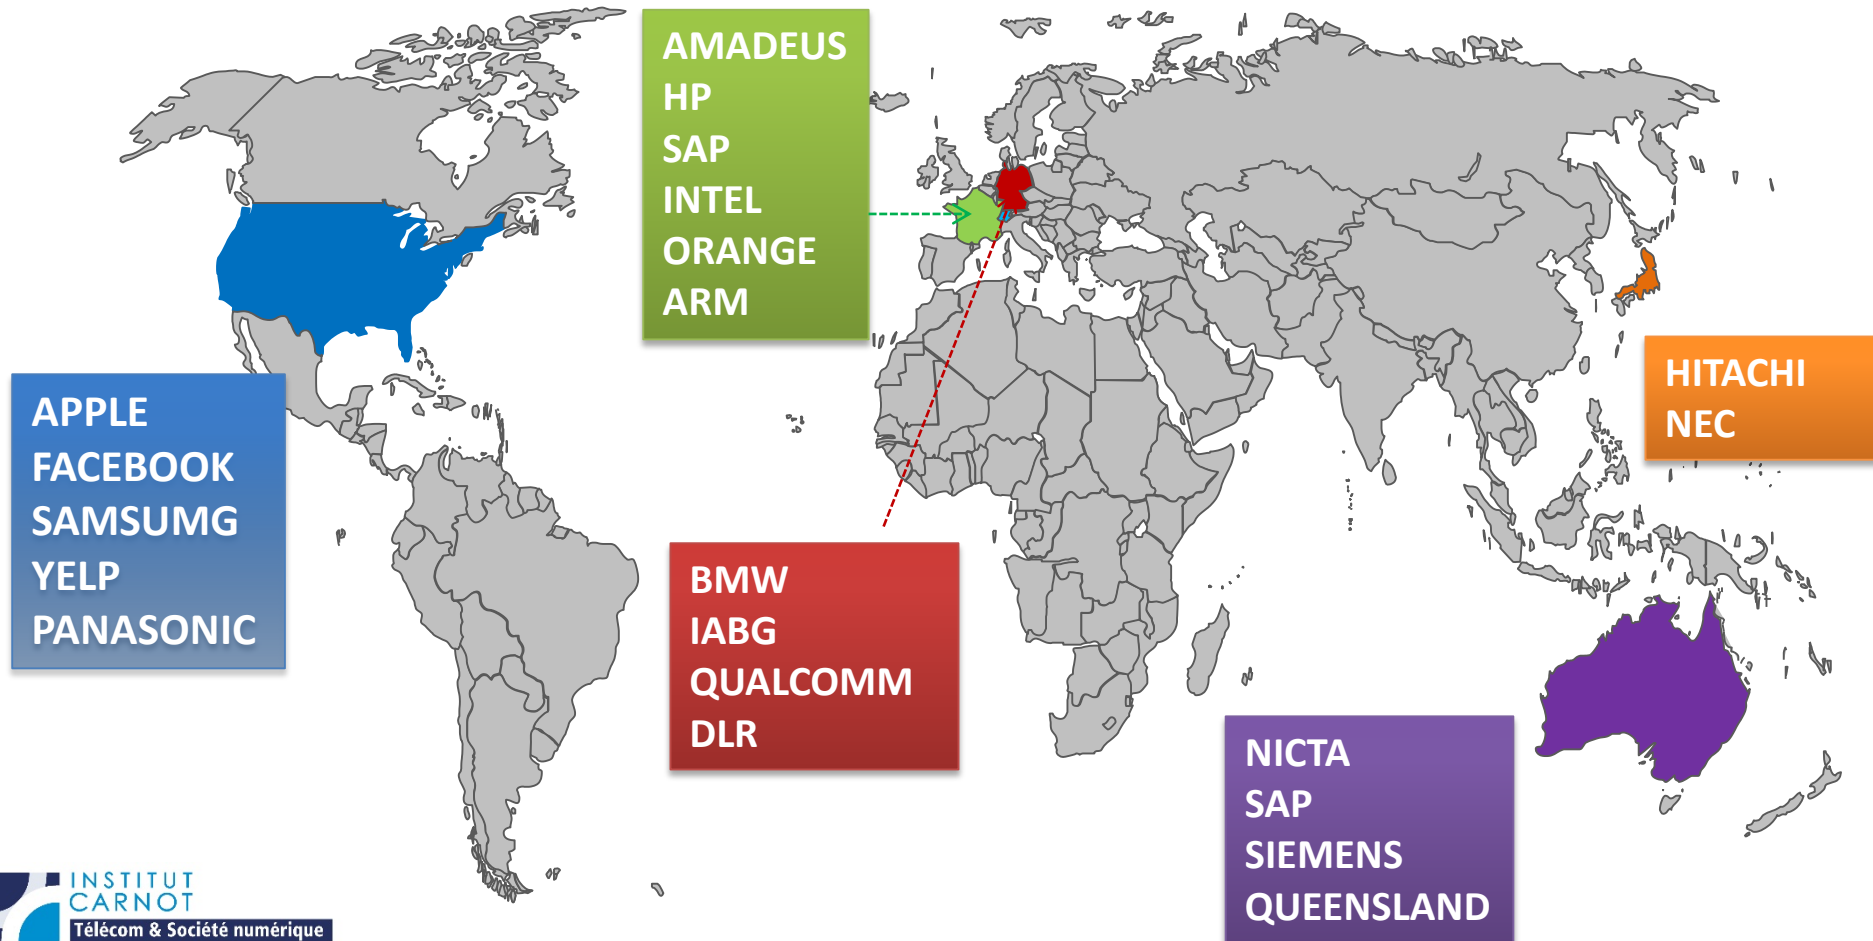 AMADEUS
HP
SAP
INTEL
ORANGE
ARM
APPLE
FACEBOOK
SAMSUMG
YELP
PANASONIC
HITACHI
NEC
BMW
IABG
QUALCOMM
DLR
NICTA
SAP
SIEMENS
QUEENSLAND
INSTITUT
CARNOT
Télécom & Société numérique